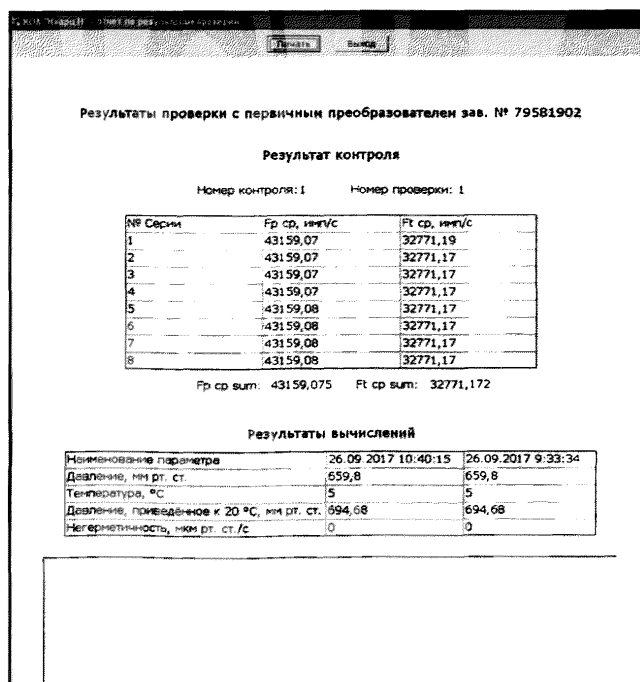 КОА "Кварц Н" - Отчет по результатам проверки
Печать Выход
Результаты проверки с первичным преобразователем зав. № 79581902
Результат контроля
Номер контроля: 1 Номер проверки: 1
№ Серии Fp ср, имп/с Ft ср, имп/с
1 43159,07 32771,19
2 43159,07 32771,17
3 43159,07 32771,17
4 43159,07 32771,17
5 43159,08 32771,17
6 43159,08 32771,17
7 43159,08 32771,17
8 43159,08 32771,17
Fp ср sum: 43159,075 Ft ср sum: 32771,172
Результаты вычислений
Наименование параметра 26.09 2017 10:40:15 26.09.2017 9:33:34
Давление, мм рт. ст. 659,8 659,8
Температура, °С 5 5
Давление, приведённое к 20 °С, мм рт. ст. 694,68 694,68
Негерметичность, мкм рт. ст./с 0 0